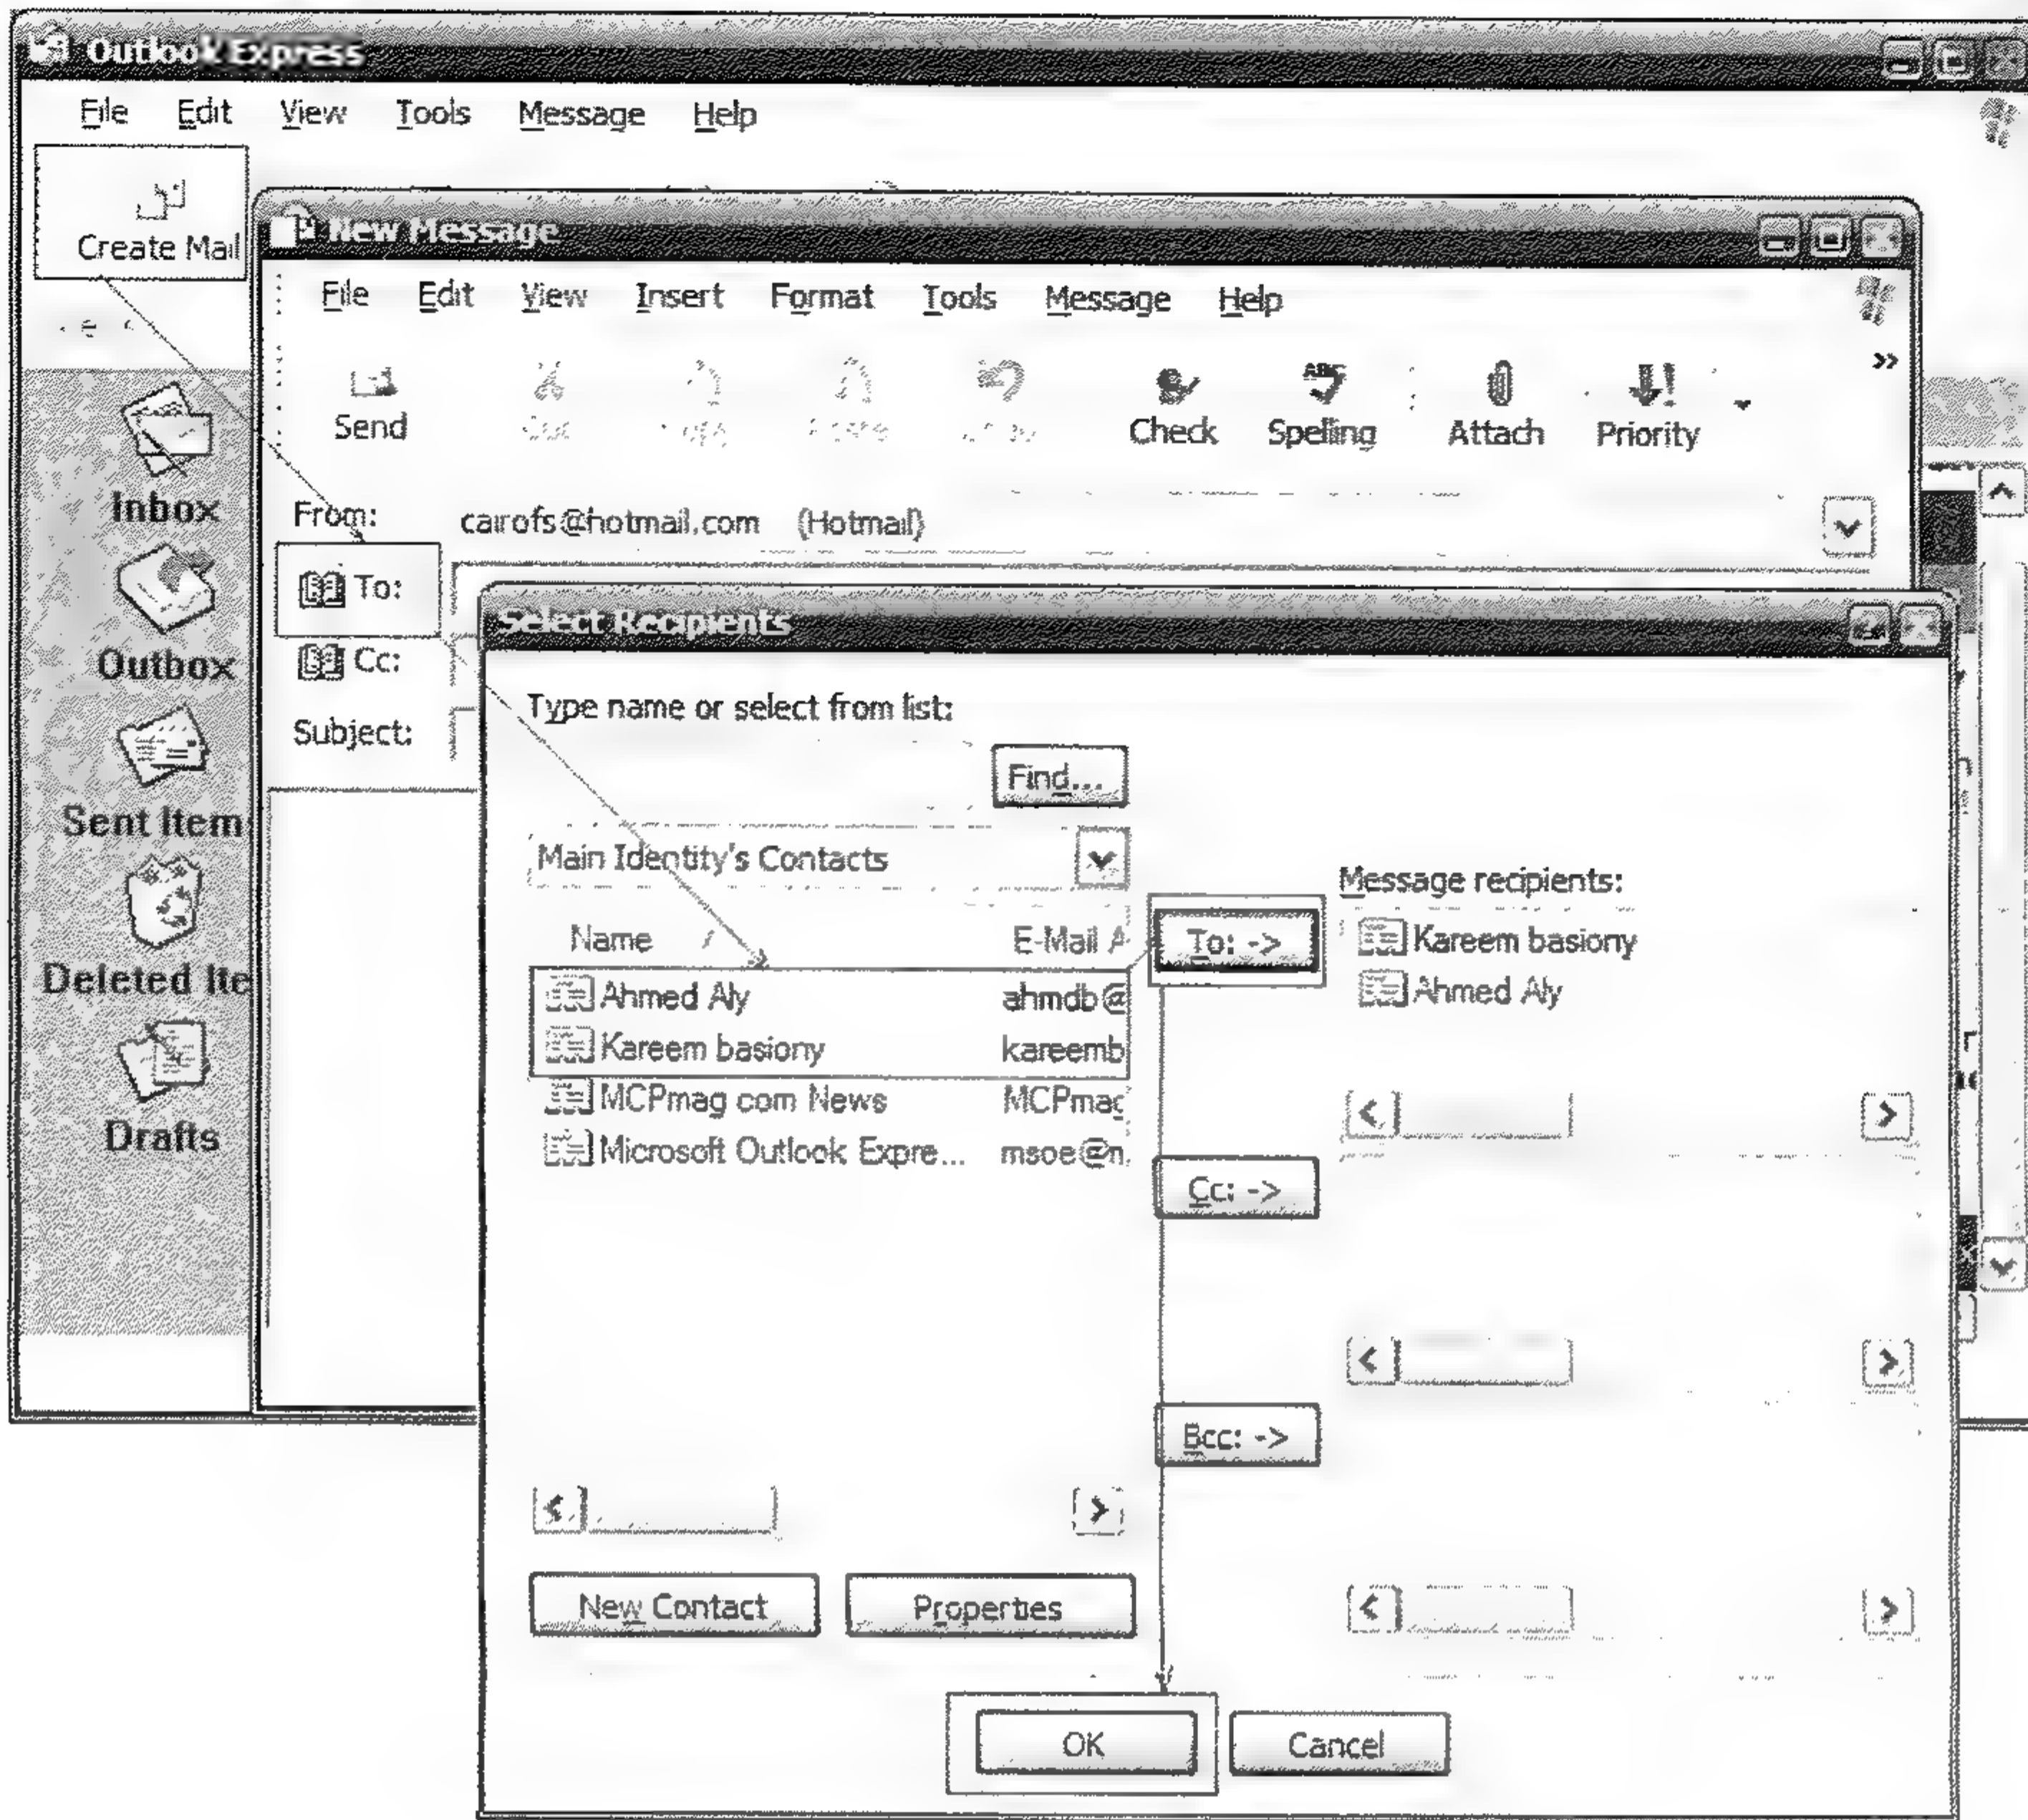 Outlook Express
File Edit View Tools Message Help
Create Mail
New Message
File Edit View Insert Format Tools Message Help
Send Check Spelling Attach Priority
From: cairofs@hotmail.com (Hotmail)
To:
Cc:
Subject:
Inbox
Outbox
Sent Item
Deleted Ite
Drafts
Select Recipients
Type name or select from list:
Find...
Main Identity's Contacts
Name E-Mail A
Ahmed Aly ahmdb@
Kareem basiony kareemb
MCPmag com News MCPmag
Microsoft Outlook Expre... msoe@n
To: ->
Message recipients:
Kareem basiony
Ahmed Aly
Cc: ->
Bcc: ->
New Contact Properties
OK Cancel